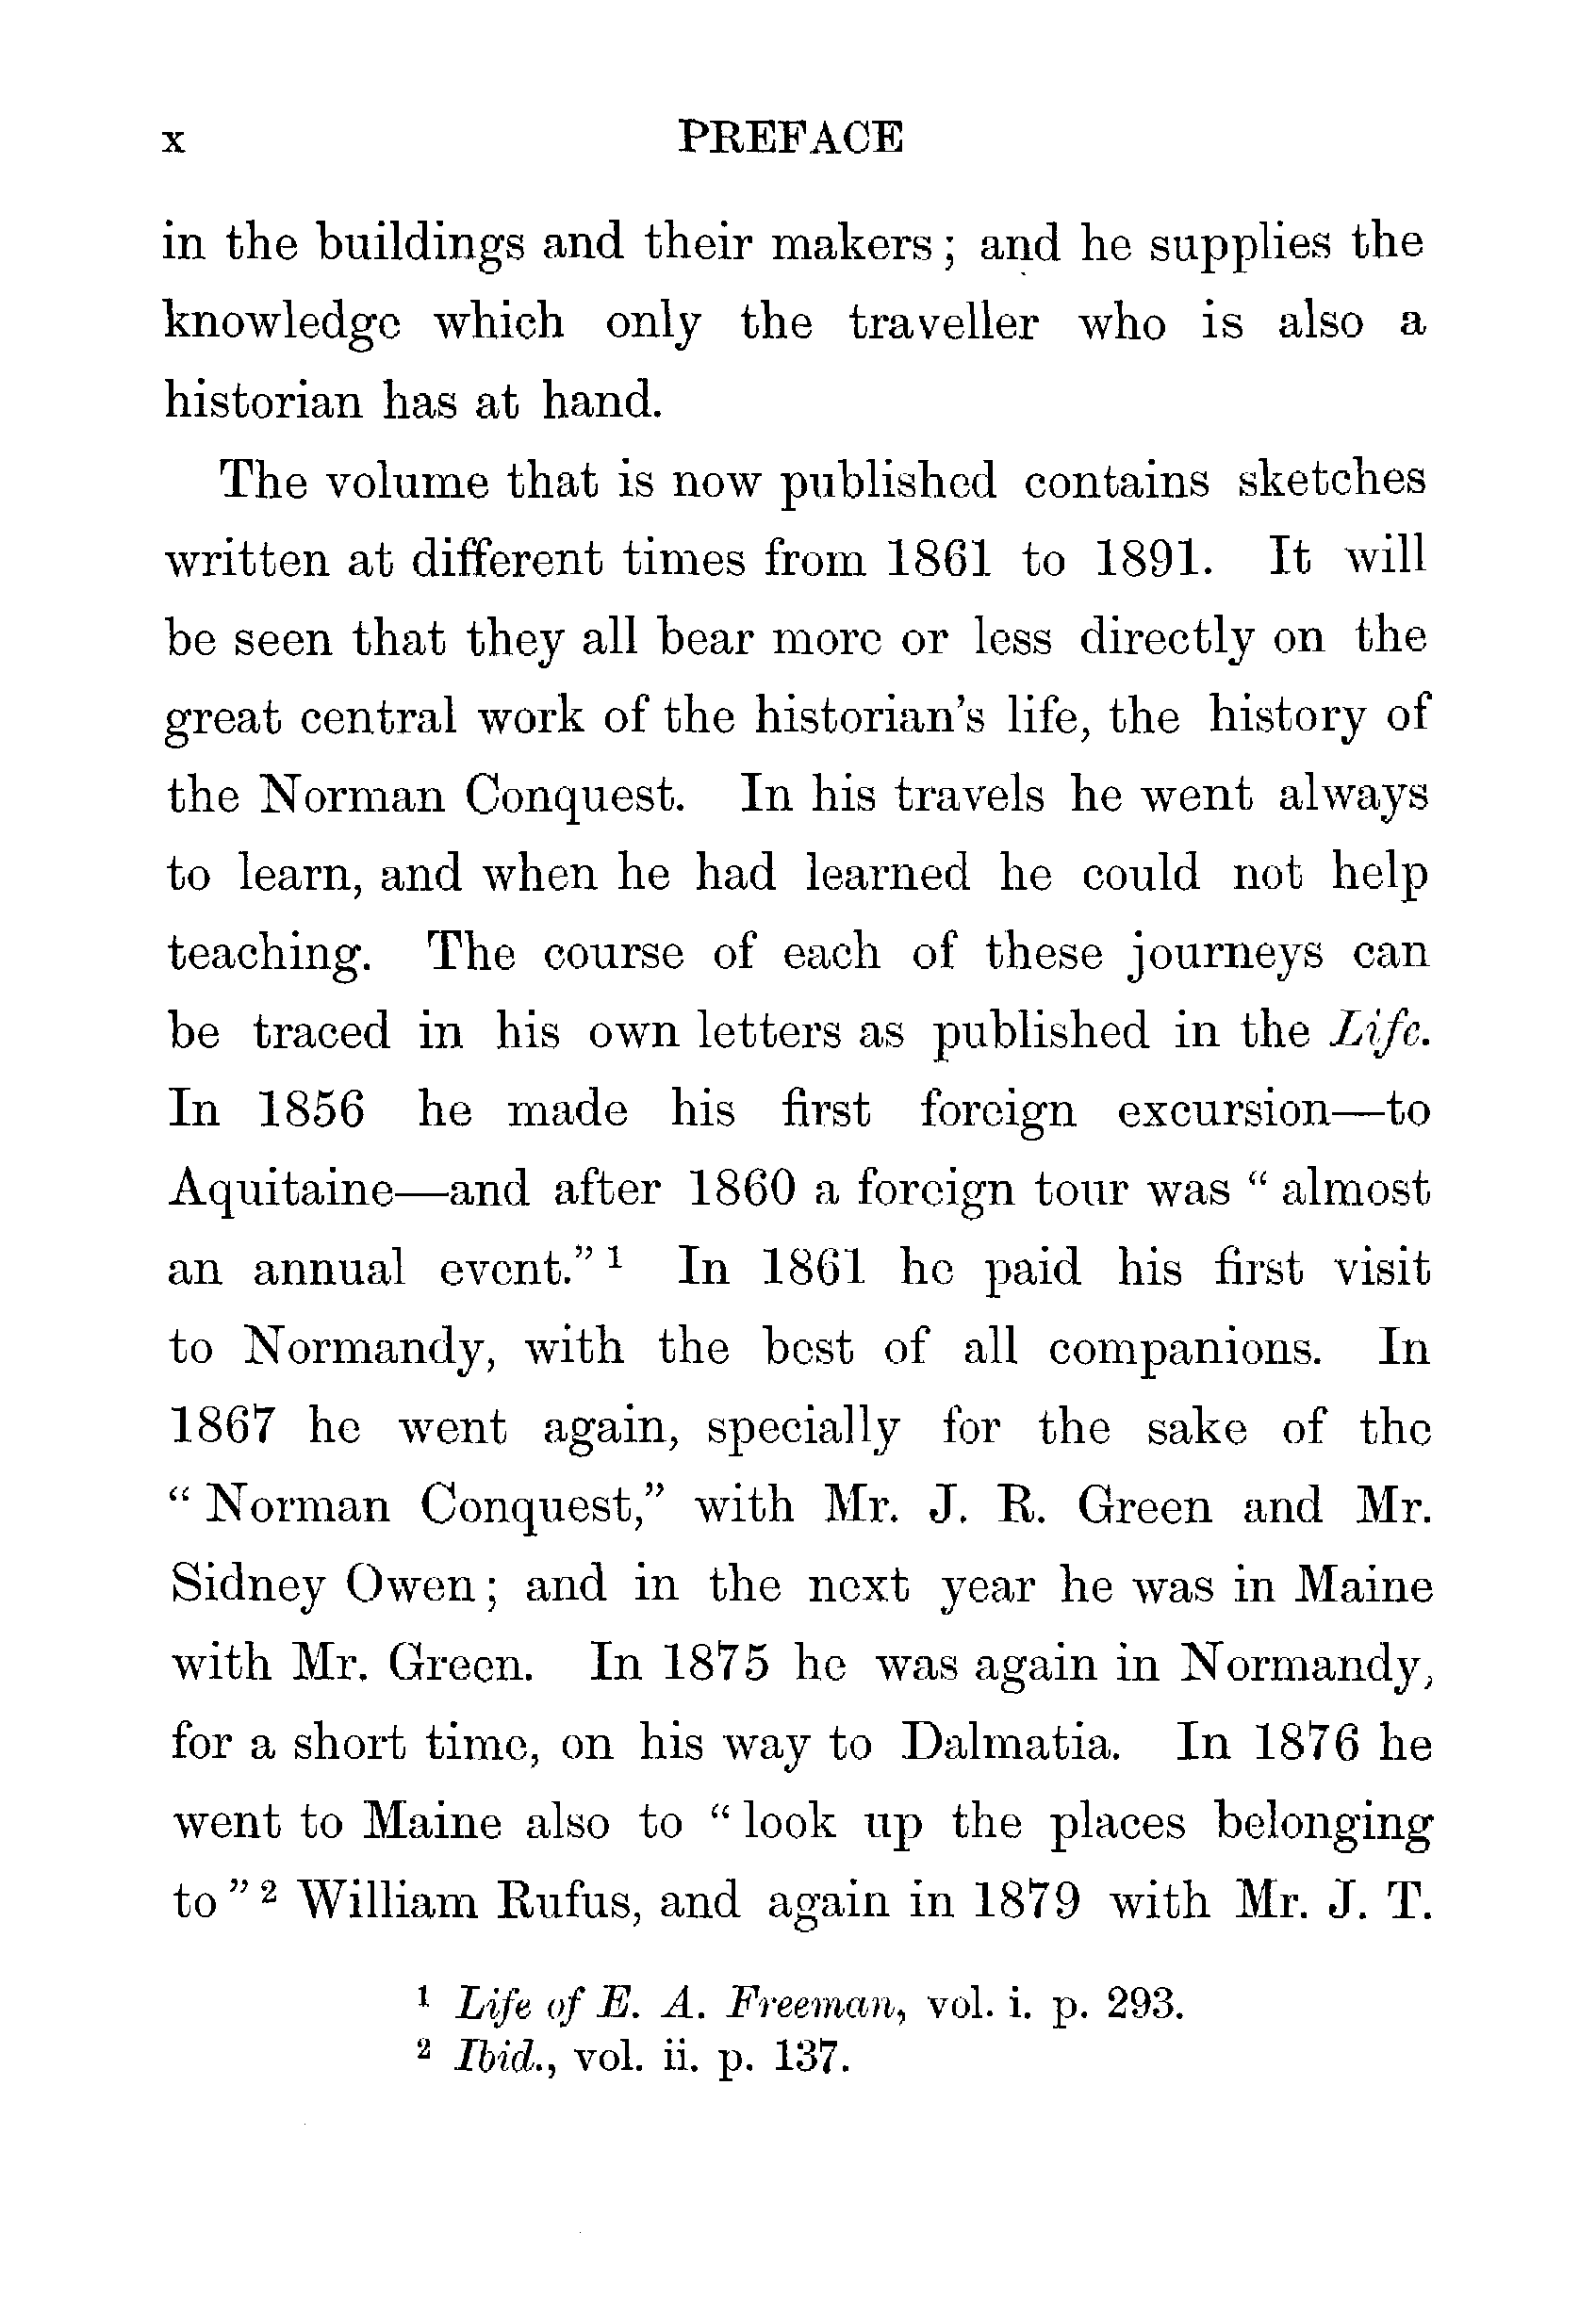 x PREFACE
in the buildings and their makers; and he supplies the
knowledge which only the traveller who is also a
historian has at hand.
The volume that is now published contains sketches
written at different times from 1861 to 1891. It will
be seen that they all bear more or less directly on the
great central work of the historian's life, the history of
the Norman Conquest. In his travels he went always
to learn, and when he had learned he could not help
teaching. The course of each of these journeys can
be traced in his own letters as published in the Life.
In 1856 he made his first foreign excursion—to
Aquitaine—and after 1860 a foreign tour was “ almost
an annual event.” ¹ In 1861 he paid his first visit
to Normandy, with the best of all companions. In
1867 he went again, specially for the sake of the
“ Norman Conquest,” with Mr. J. R. Green and Mr.
Sidney Owen; and in the next year he was in Maine
with Mr. Green. In 1875 he was again in Normandy,
for a short time, on his way to Dalmatia. In 1876 he
went to Maine also to “ look up the places belonging
to ” ² William Rufus, and again in 1879 with Mr. J. T.
¹ Life of E. A. Freeman, vol. i. p. 293.
² Ibid., vol. ii. p. 137.